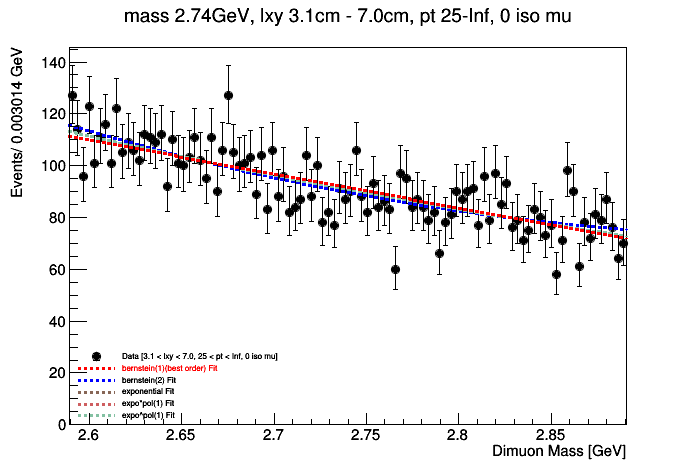 mass 2.74GeV, lxy 3.1cm - 7.0cm, pt 25-Inf, 0 iso mu
Events/ 0.003014 GeV
140
120
100
80
60
40
20
0
Data [3.1 < lxy < 7.0, 25 < pt < Inf, 0 iso mu]
bernstein(1)(best order) Fit
bernstein(2) Fit
exponential Fit
expo*pol(1) Fit
expo^pol(1) Fit
2.6 2.65 2.7 2.75 2.8 2.85
Dimuon Mass [GeV]